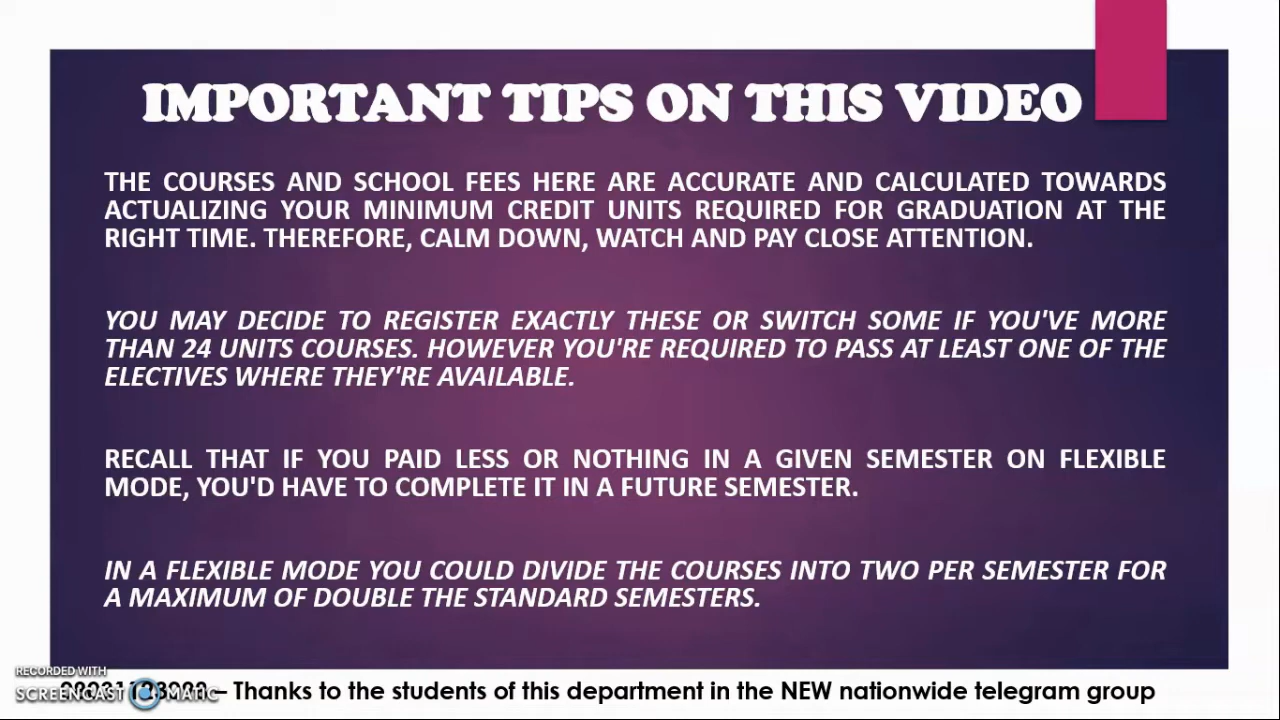 IMPORTANT TIPS ON THIS VIDEO
THE COURSES AND SCHOOL FEES HERE ARE ACCURATE AND CALCULATED TOWARDS
ACTUALIZING YOUR MINIMUM CREDIT UNITS REQUIRED FOR GRADUATION AT THE
RIGHT TIME. THEREFORE, CALM DOWN, WATCH AND PAY CLOSE ATTENTION.
YOU MAY DECIDE TO REGISTER EXACTLY THESE OR SWITCH SOME IF YOU'VE MORE
THAN 24 UNITS COURSES. HOWEVER YOU'RE REQUIRED TO PASS AT LEAST ONE OF THE
ELECTIVES WHERE THEY'RE AVAILABLE.
RECALL THAT IF YOU PAID LESS OR NOTHING IN A GIVEN SEMESTER ON FLEXIBLE
MODE, YOU'D HAVE TO COMPLETE IT IN A FUTURE SEMESTER.
IN A FLEXIBLE MODE YOU COULD DIVIDE THE COURSES INTO TWO PER SEMESTER FOR
A MAXIMUM OF DOUBLE THE STANDARD SEMESTERS.
RECORDED WITH
SCREENCAST MATIC
– Thanks to the students of this department in the NEW nationwide telegram group